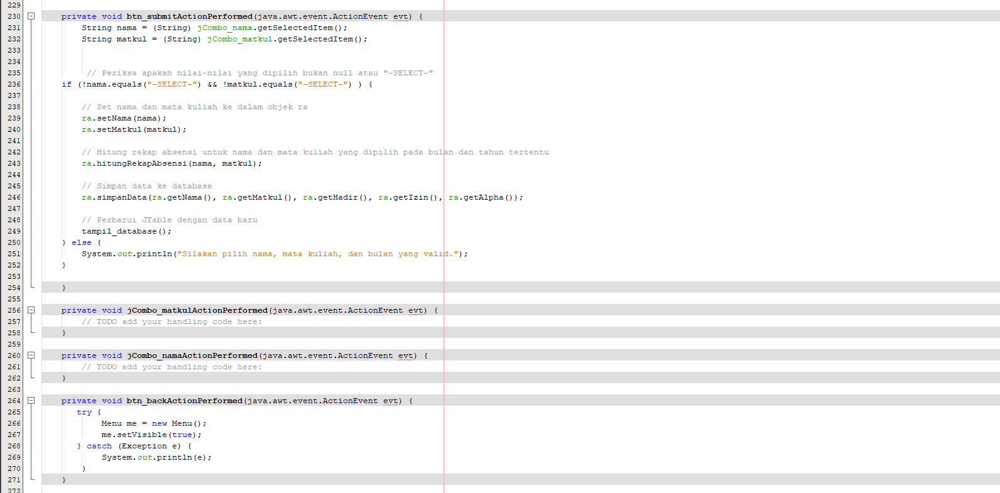 229
230 private void btn_submitActionPerformed(java.awt.event.ActionEvent evt) {
231 String nama = (String) jCombo_nama.getSelectedItem();
232 String matkul = (String) jCombo_matkul.getSelectedItem();
233
234
235 // Periksa apakah nilai-nilai yang dipilih bukan null atau "-SELECT-"
236 if (!nama.equals("-SELECT-") && !matkul.equals("-SELECT-") ) {
237
238 // Set nama dan mata kuliah ke dalam objek ra
239 ra.setNama(nama);
240 ra.setMatkul(matkul);
241
242 // Hitung rekap absensi untuk nama dan mata kuliah yang dipilih pada bulan dan tahun tertentu
243 ra.hitungRekapAbsensi(nama, matkul);
244
245 // Simpan data ke database
246 ra.simpanData(ra.getNama(), ra.getMatkul(), ra.getHadir(), ra.getIzin(), ra.getAlpha());
247
248 // Perbarui JTable dengan data baru
249 tampil_database();
250 } else {
251 System.out.println("Silakan pilih nama, mata kuliah, dan bulan yang valid.");
252 }
253
254 }
255
256 private void jCombo_matkulActionPerformed(java.awt.event.ActionEvent evt) {
257 // TODO add your handling code here:
258 }
259
260 private void jCombo_namaActionPerformed(java.awt.event.ActionEvent evt) {
261 // TODO add your handling code here:
262 }
263
264 private void btn_backActionPerformed(java.awt.event.ActionEvent evt) {
265 try {
266 Menu me = new Menu();
267 me.setVisible(true);
268 } catch (Exception e) {
269 System.out.println(e);
270 }
271 }
272